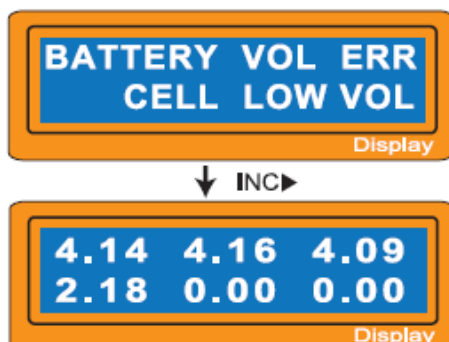 BATTERY VOL ERR
CELL LOW VOL
Display
INC▶
4.14 4.16 4.09
2.18 0.00 0.00
Display